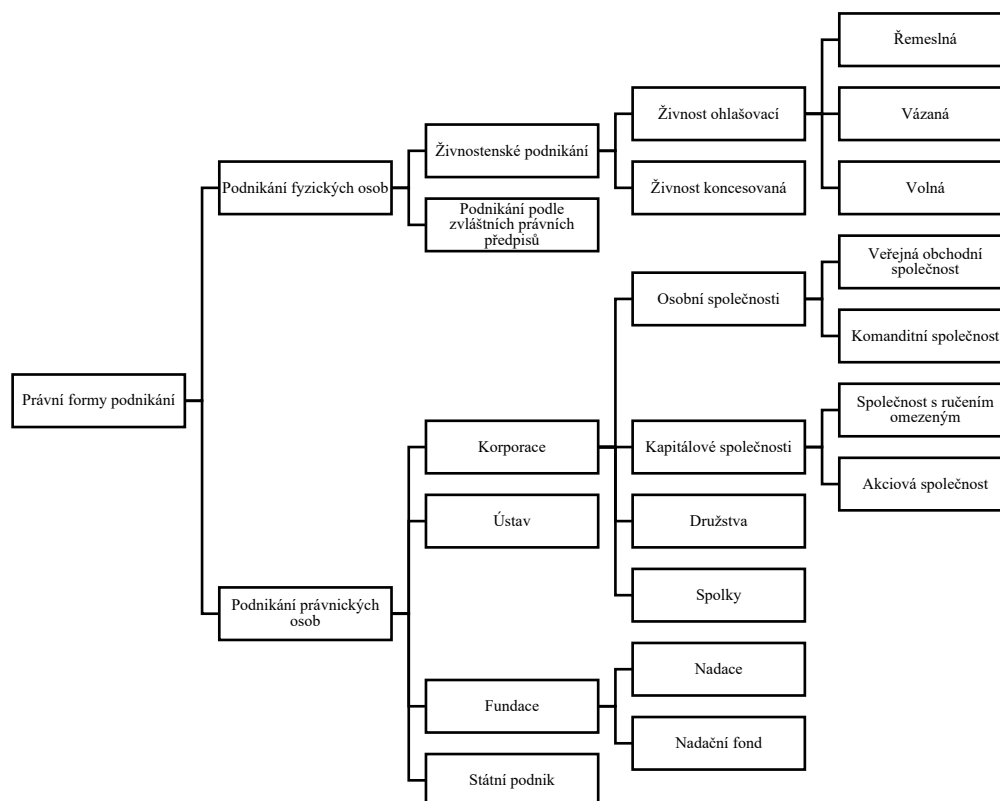 Právní formy podnikání
Podnikání fyzických osob
Živnostenské podnikání
Živnost ohlašovací
Řemeslná
Vázaná
Volná
Živnost koncesovaná
Podnikání podle
zvláštních právních
předpisů
Podnikání právnických
osob
Korporace
Osobní společnosti
Veřejná obchodní
společnost
Komanditní společnost
Kapitálové společnosti
Společnost s ručením
omezeným
Akciová společnost
Družstva
Spolky
Ústav
Fundace
Nadace
Nadační fond
Státní podnik